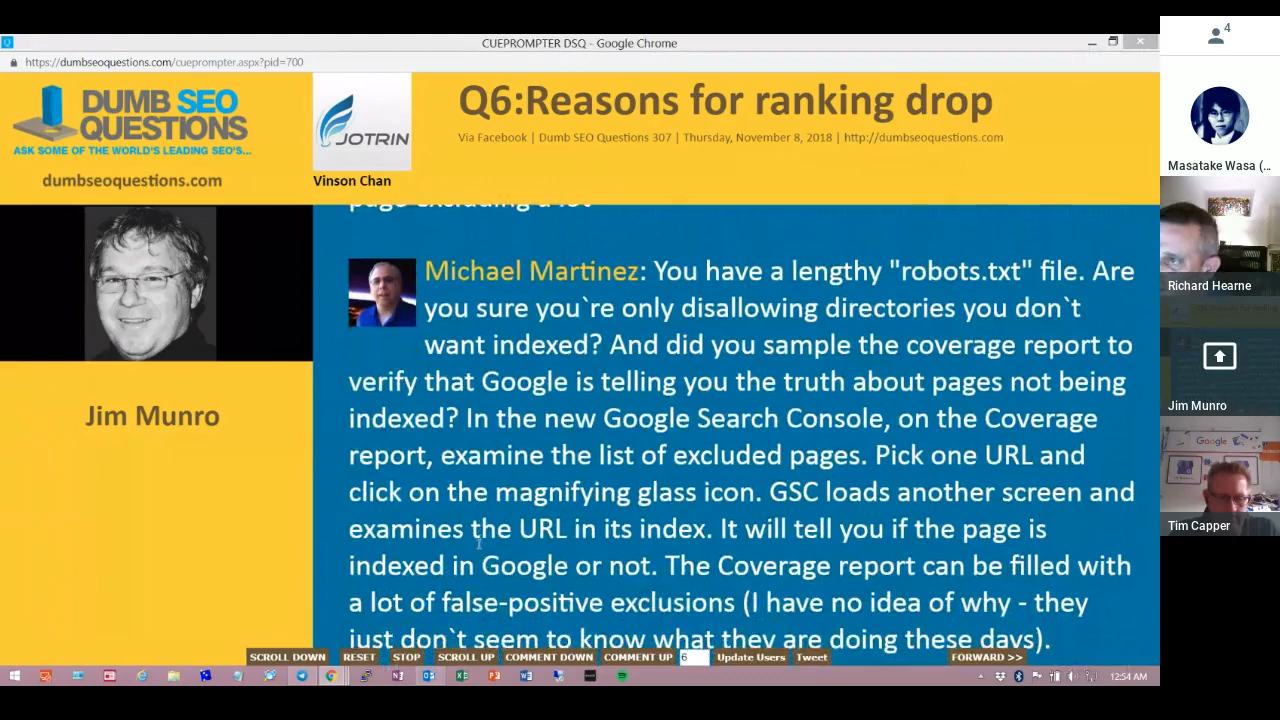 CUEPROMPTER DSQ - Google Chrome
https://dumbseoquestions.com/cueprompter.aspx?pid=700
DUMB SEO
QUESTIONS
ASK SOME OF THE WORLD'S LEADING SEO'S...
dumbseoquestions.com
JOTRIN
Vinson Chan
Q6:Reasons for ranking drop
Via Facebook | Dumb SEO Questions 307 | Thursday, November 8, 2018 | http://dumbseoquestions.com
Jim Munro
page excluding a lot
Michael Martinez: You have a lengthy "robots.txt" file. Are
you sure you`re only disallowing directories you don`t
want indexed? And did you sample the coverage report to
verify that Google is telling you the truth about pages not being
indexed? In the new Google Search Console, on the Coverage
report, examine the list of excluded pages. Pick one URL and
click on the magnifying glass icon. GSC loads another screen and
examines the URL in its index. It will tell you if the page is
indexed in Google or not. The Coverage report can be filled with
a lot of false-positive exclusions (I have no idea of why - they
just don`t seem to know what they are doing these days).
SCROLL DOWN RESET STOP SCROLL UP COMMENT DOWN COMMENT UP 6 Update Users Tweet FORWARD >>
12:54 AM
4
Masatake Wasa (...
Richard Hearne
Jim Munro
Google
Tim Capper